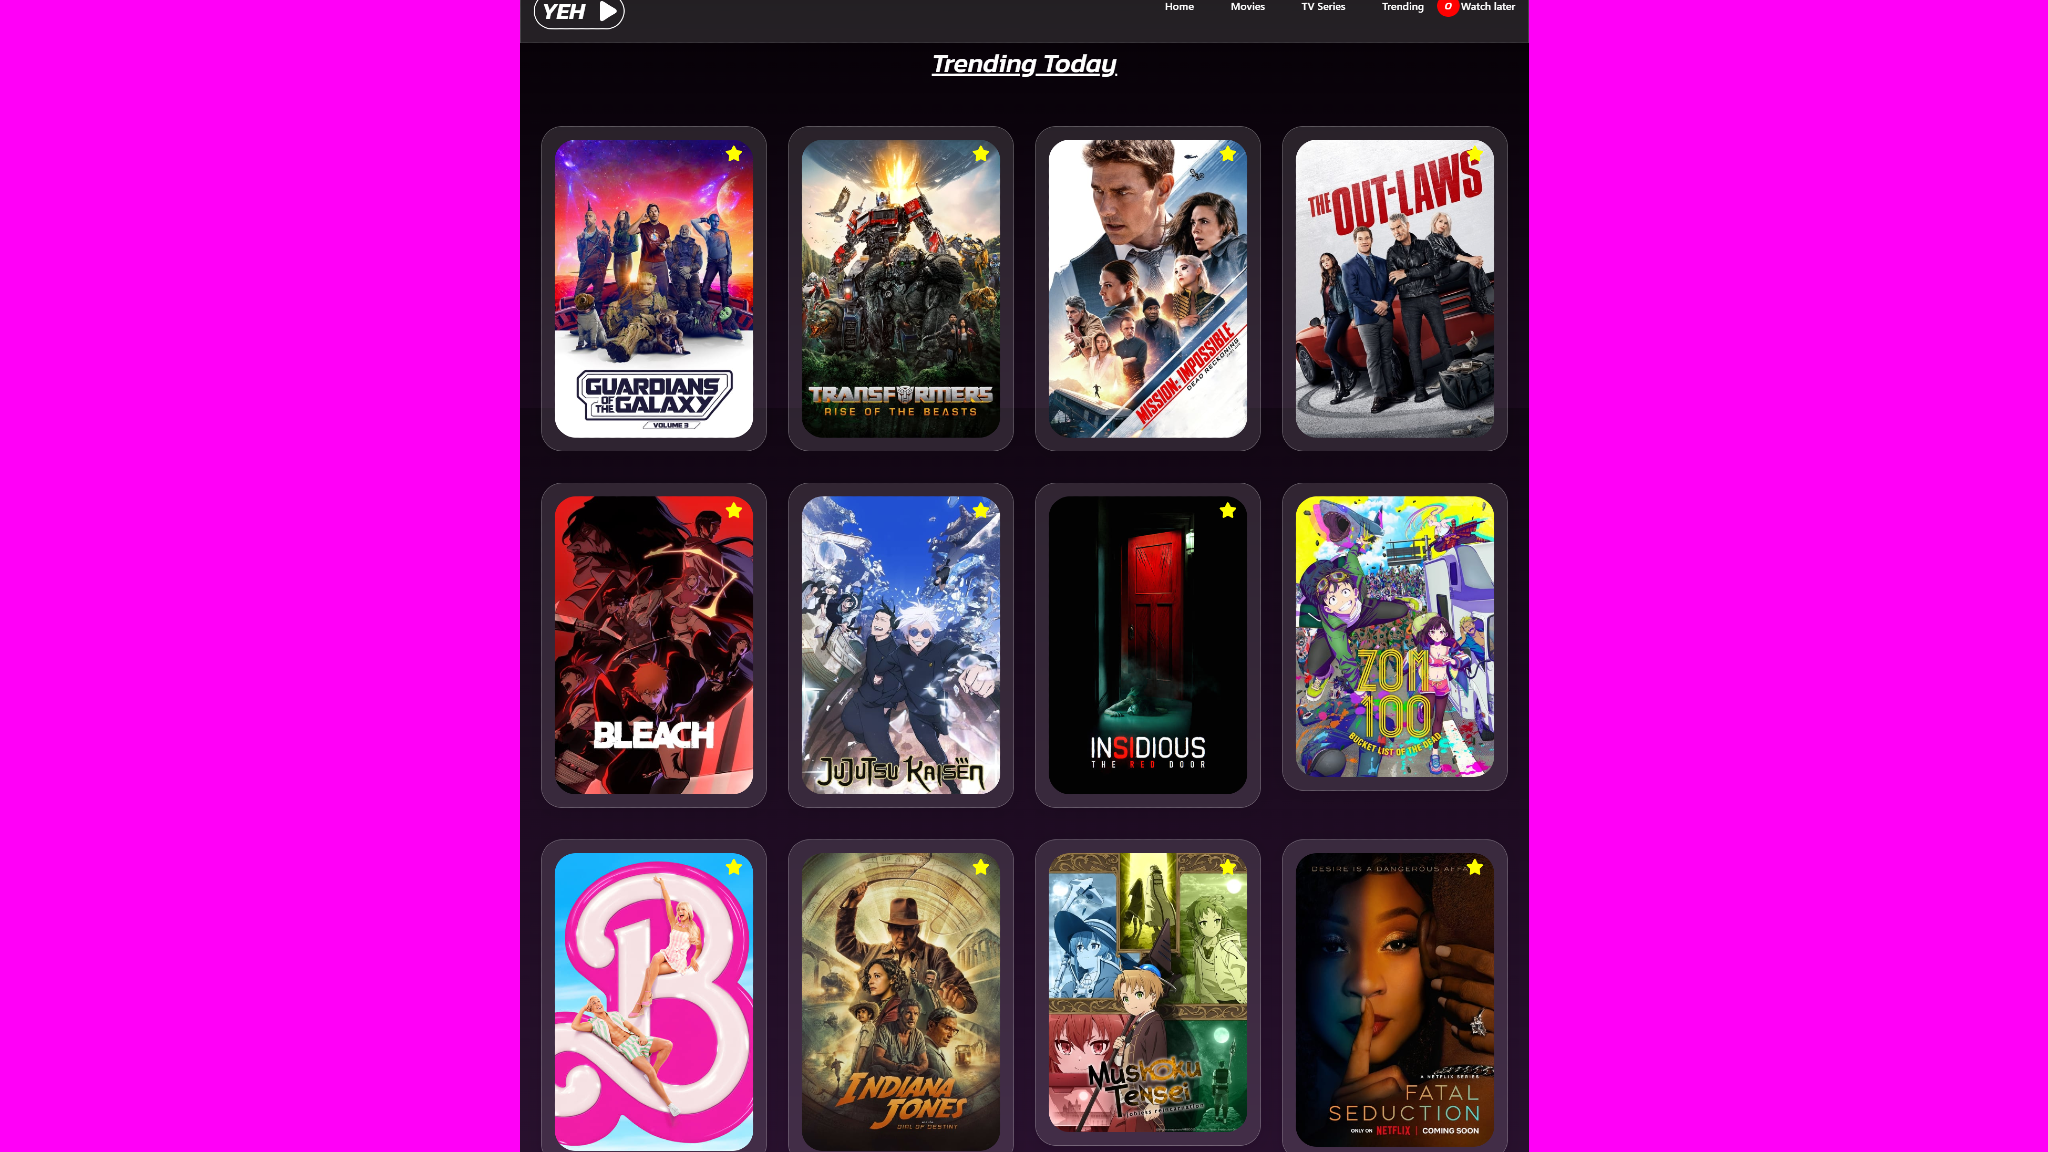 YEH
Home
Movies
TV Series
Trending
0
Watch later
Trending Today
GUARDIANS
OF THE GALAXY
VOLUME 3
TRANSFORMERS
RISE OF THE BEASTS
MISSION: IMPOSSIBLE
DEAD RECKONING
THE OUT-LAWS
BLEACH
JUJUTSU KAISEN
INSIDIOUS
THE RED DOOR
ZOM
100
BUCKET LIST OF THE DEAD
B
INDIANA
JONES
DIAL OF DESTINY
Mushoku
Tensei
jobless reincarnation
DESIRE IS A DANGEROUS AFFA
A NETFLIX SERIES
FATAL
SEDUCTION
ONLY ON NETFLIX | COMING SOON